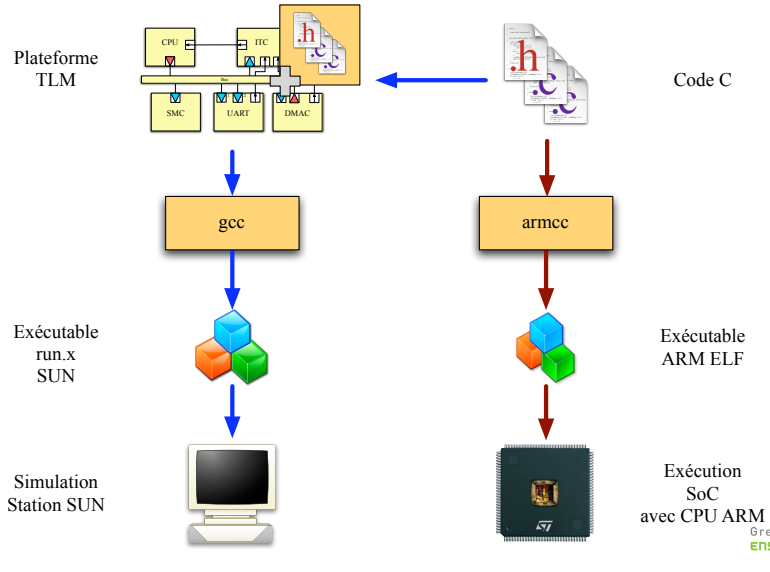 Plateforme
TLM
CPU
ITC
Bus
SMC
UART
DMAC
.h
.c
.c
.h
.c
.c
Code C
gcc
armcc
Exécutable
run.x
SUN
Exécutable
ARM ELF
Simulation
Station SUN
ST
Exécution
SoC
avec CPU ARM
Gre
ENS